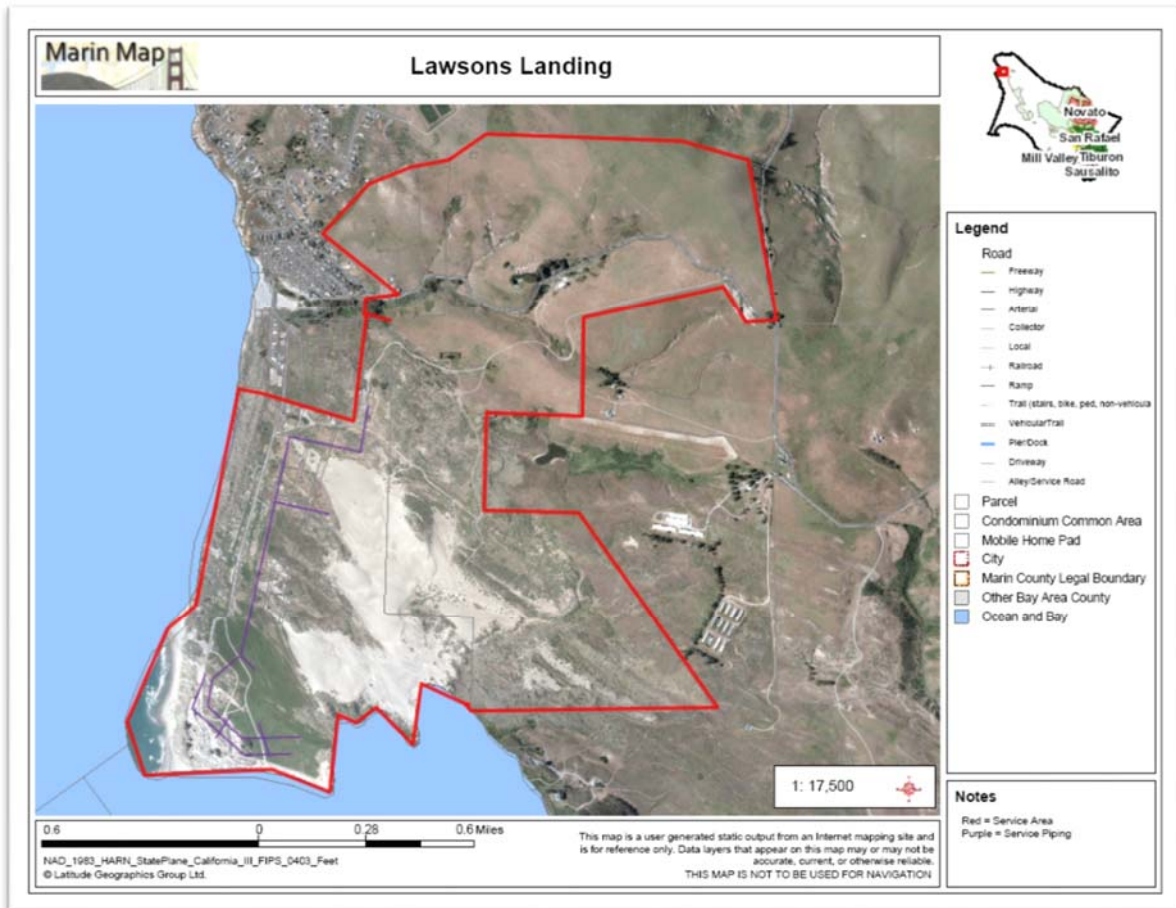 Marin Map
Lawsons Landing
Novato
San Rafael
Mill Valley
Tiburon
Sausalito
Legend
Road
Freeway
Highway
Arterial
Collector
Local
Railroad
Ramp
Trail (stairs, bike, ped, non-vehicula
Vehicular/Trail
Pier/Dock
Driveway
Alley/Service Road
Parcel
Condominium Common Area
Mobile Home Pad
City
Marin County Legal Boundary
Other Bay Area County
Ocean and Bay
1: 17,500
Notes
Red = Service Area
Purple = Service Piping
0.6 0 0.28 0.6 Miles
NAD_1983_HARN_StatePlane_California_III_FIPS_0403_Feet
© Latitude Geographics Group Ltd.
This map is a user generated static output from an Internet mapping site and
is for reference only. Data layers that appear on this map may or may not be
accurate, current, or otherwise reliable.
THIS MAP IS NOT TO BE USED FOR NAVIGATION